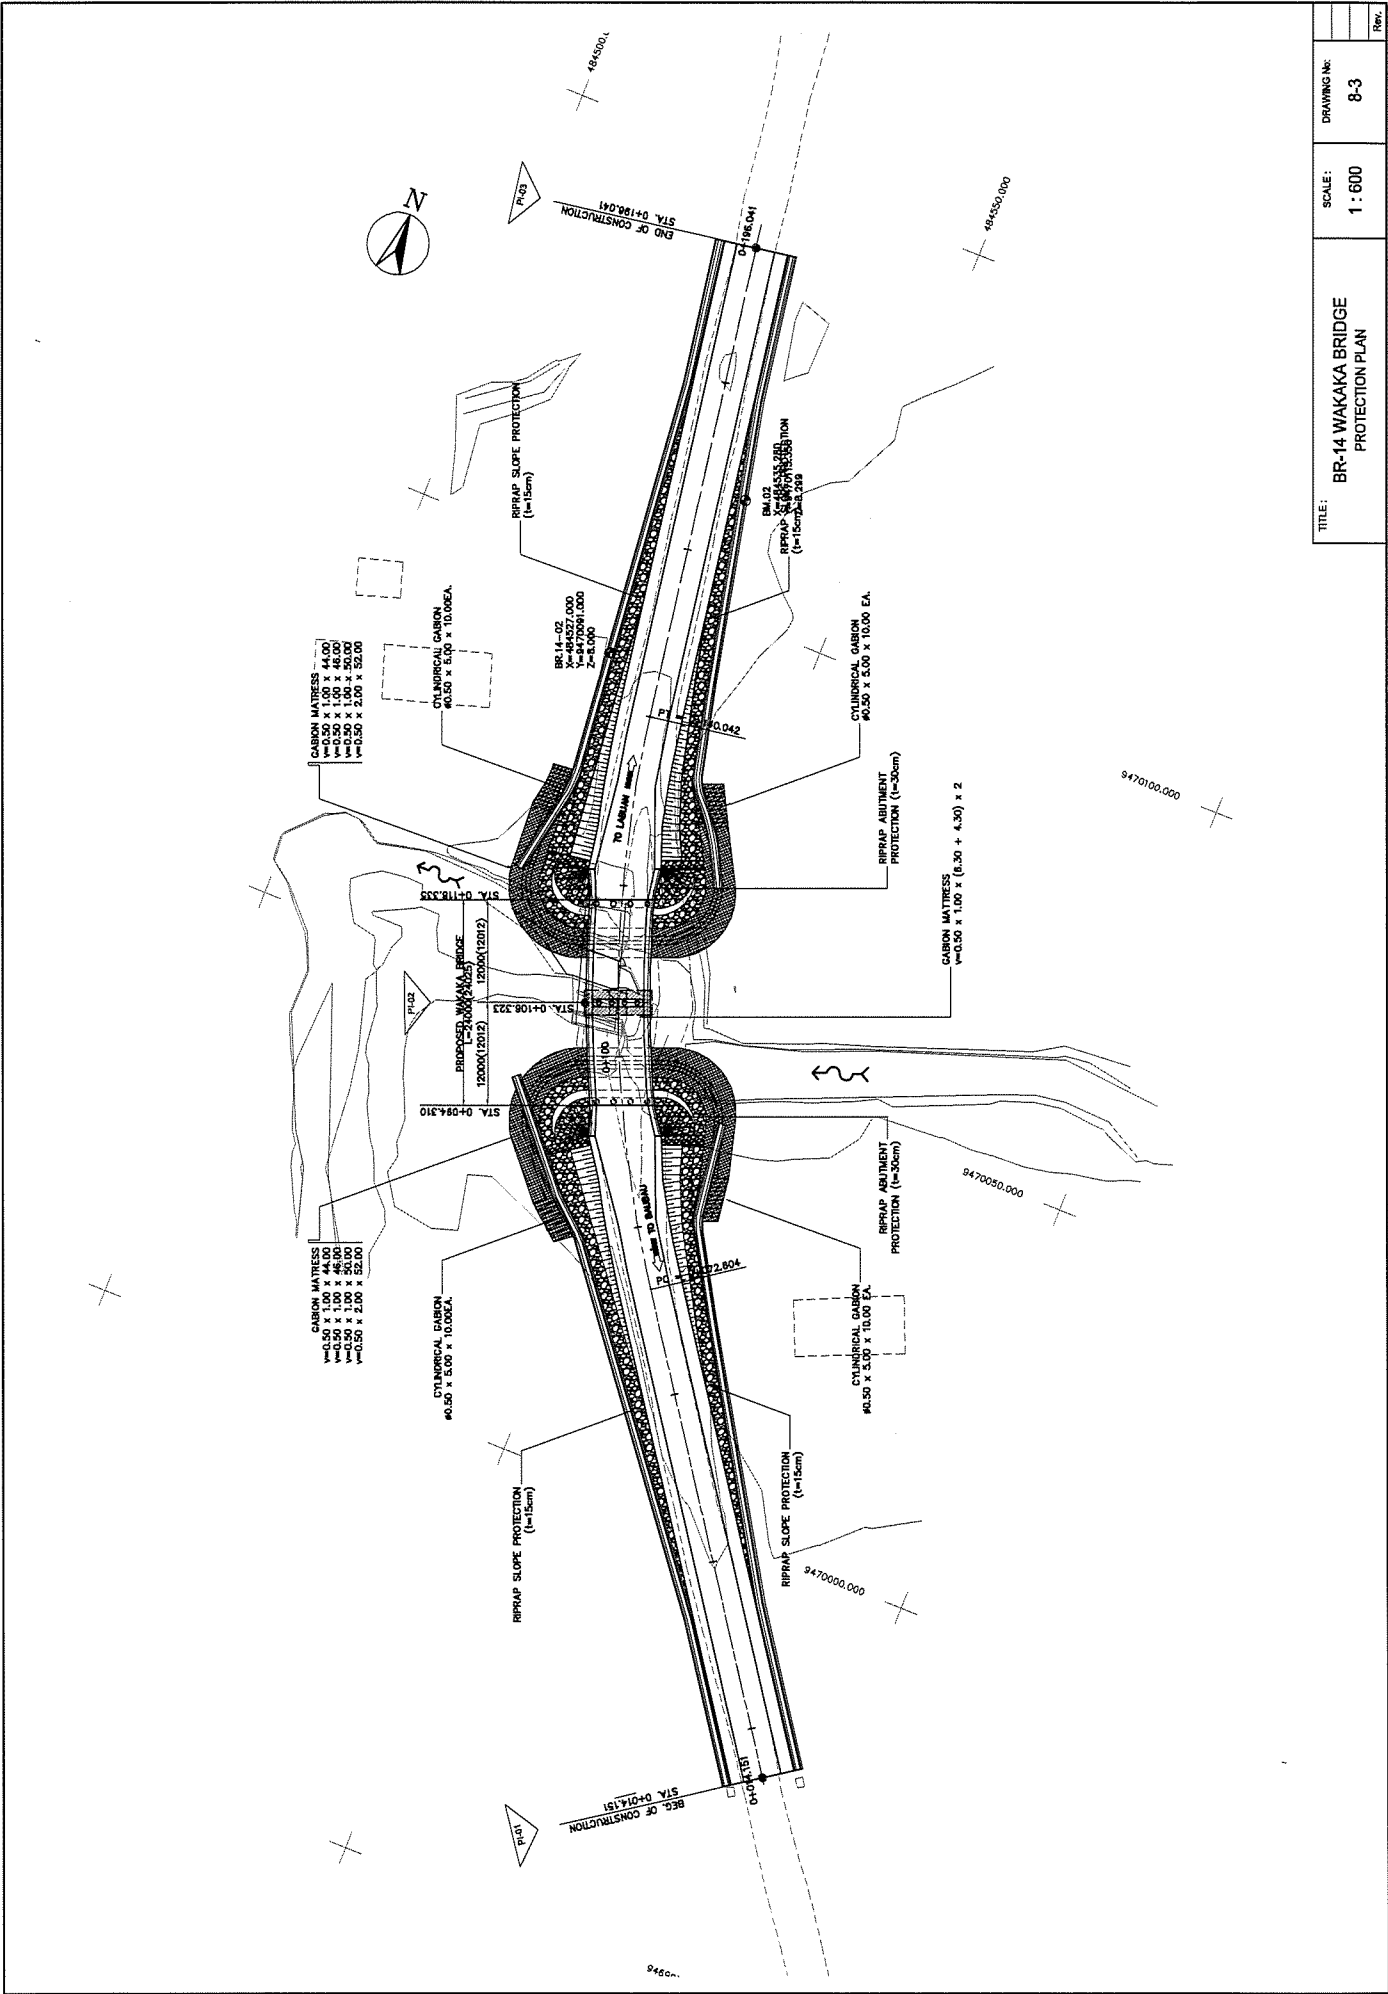 BEG. OF CONSTRUCTION
STA. 0+014.151
PI-01
0+014.151
RIPRAP SLOPE PROTECTION
(t=15cm)
CYLINDRICAL GABION
ø0.50 x 5.00 x 10.00EA.
GABION MATRESS
v=0.50 x 1.00 x 44.00
v=0.50 x 1.00 x 46.00
v=0.50 x 1.00 x 50.00
v=0.50 x 2.00 x 52.00
STA. 0+094.310
PROPOSED WAKAKA BRIDGE
L=24000(24025)
12000(12012)
12000(12012)
PI-02
STA. 0+106.323
STA. 0+118.335
0+100
GABION MATRESS
v=0.50 x 1.00 x 44.00
v=0.50 x 1.00 x 46.00
v=0.50 x 1.00 x 50.00
v=0.50 x 2.00 x 52.00
CYLINDRICAL GABION
ø0.50 x 5.00 x 10.00EA.
BR.14-02
X=484527.000
Y=9470091.000
Z=8.000
RIPRAP SLOPE PROTECTION
(t=15cm)
N
PI-03
END OF CONSTRUCTION
STA. 0+196.041
0+196.041
484500.
484550.000
TO BAUBAU
TO LABUAN
RIPRAP SLOPE PROTECTION
(t=15cm)
9470000.000
CYLINDRICAL GABION
ø0.50 x 5.00 x 10.00 EA.
RIPRAP ABUTMENT
PROTECTION (t=30cm)
9470050.000
GABION MATTRESS
v=0.50 x 1.00 x (8.30 + 4.30) x 2
RIPRAP ABUTMENT
PROTECTION (t=30cm)
CYLINDRICAL GABION
ø0.50 x 5.00 x 10.00 EA.
9470100.000
BM.02
(t=15cm)
TITLE :
BR-14 WAKAKA BRIDGE
PROTECTION PLAN
SCALE :
1 : 600
DRAWING No:
8-3
Rev.